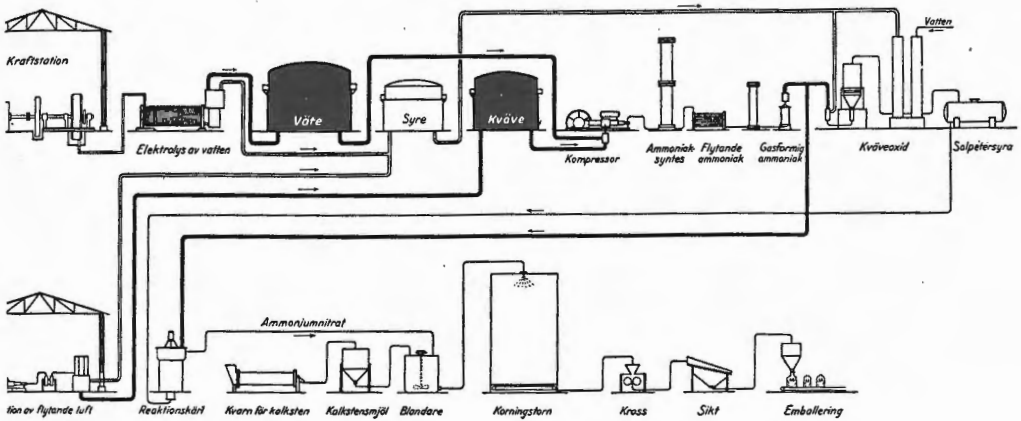 Vatten
Kraftstation
Väte
Syre
Kväve
Elektrolys av vatten
Kompressor
Ammoniak-
syntes
Flytande
ammoniak
Gasformig
ammoniak
Kväveoxid
Salpetersyra
Ammoniumnitrat
tion av flytande luft
Reaktionskärl
Kvarn för kalksten
Kalkstensmjöl
Blandare
Korningstorn
Kross
Sikt
Emballering